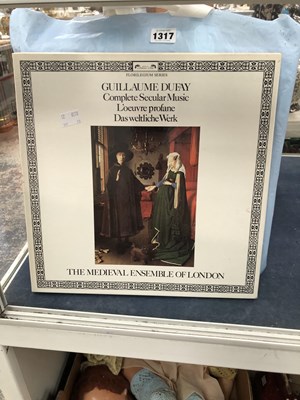 1317
FLORILEGIUM SERIES
GUILLAUME DUFAY
Complete Secular Music
L'oeuvre profane
Das weltliche Werk
THE MEDIEVAL ENSEMBLE OF LONDON